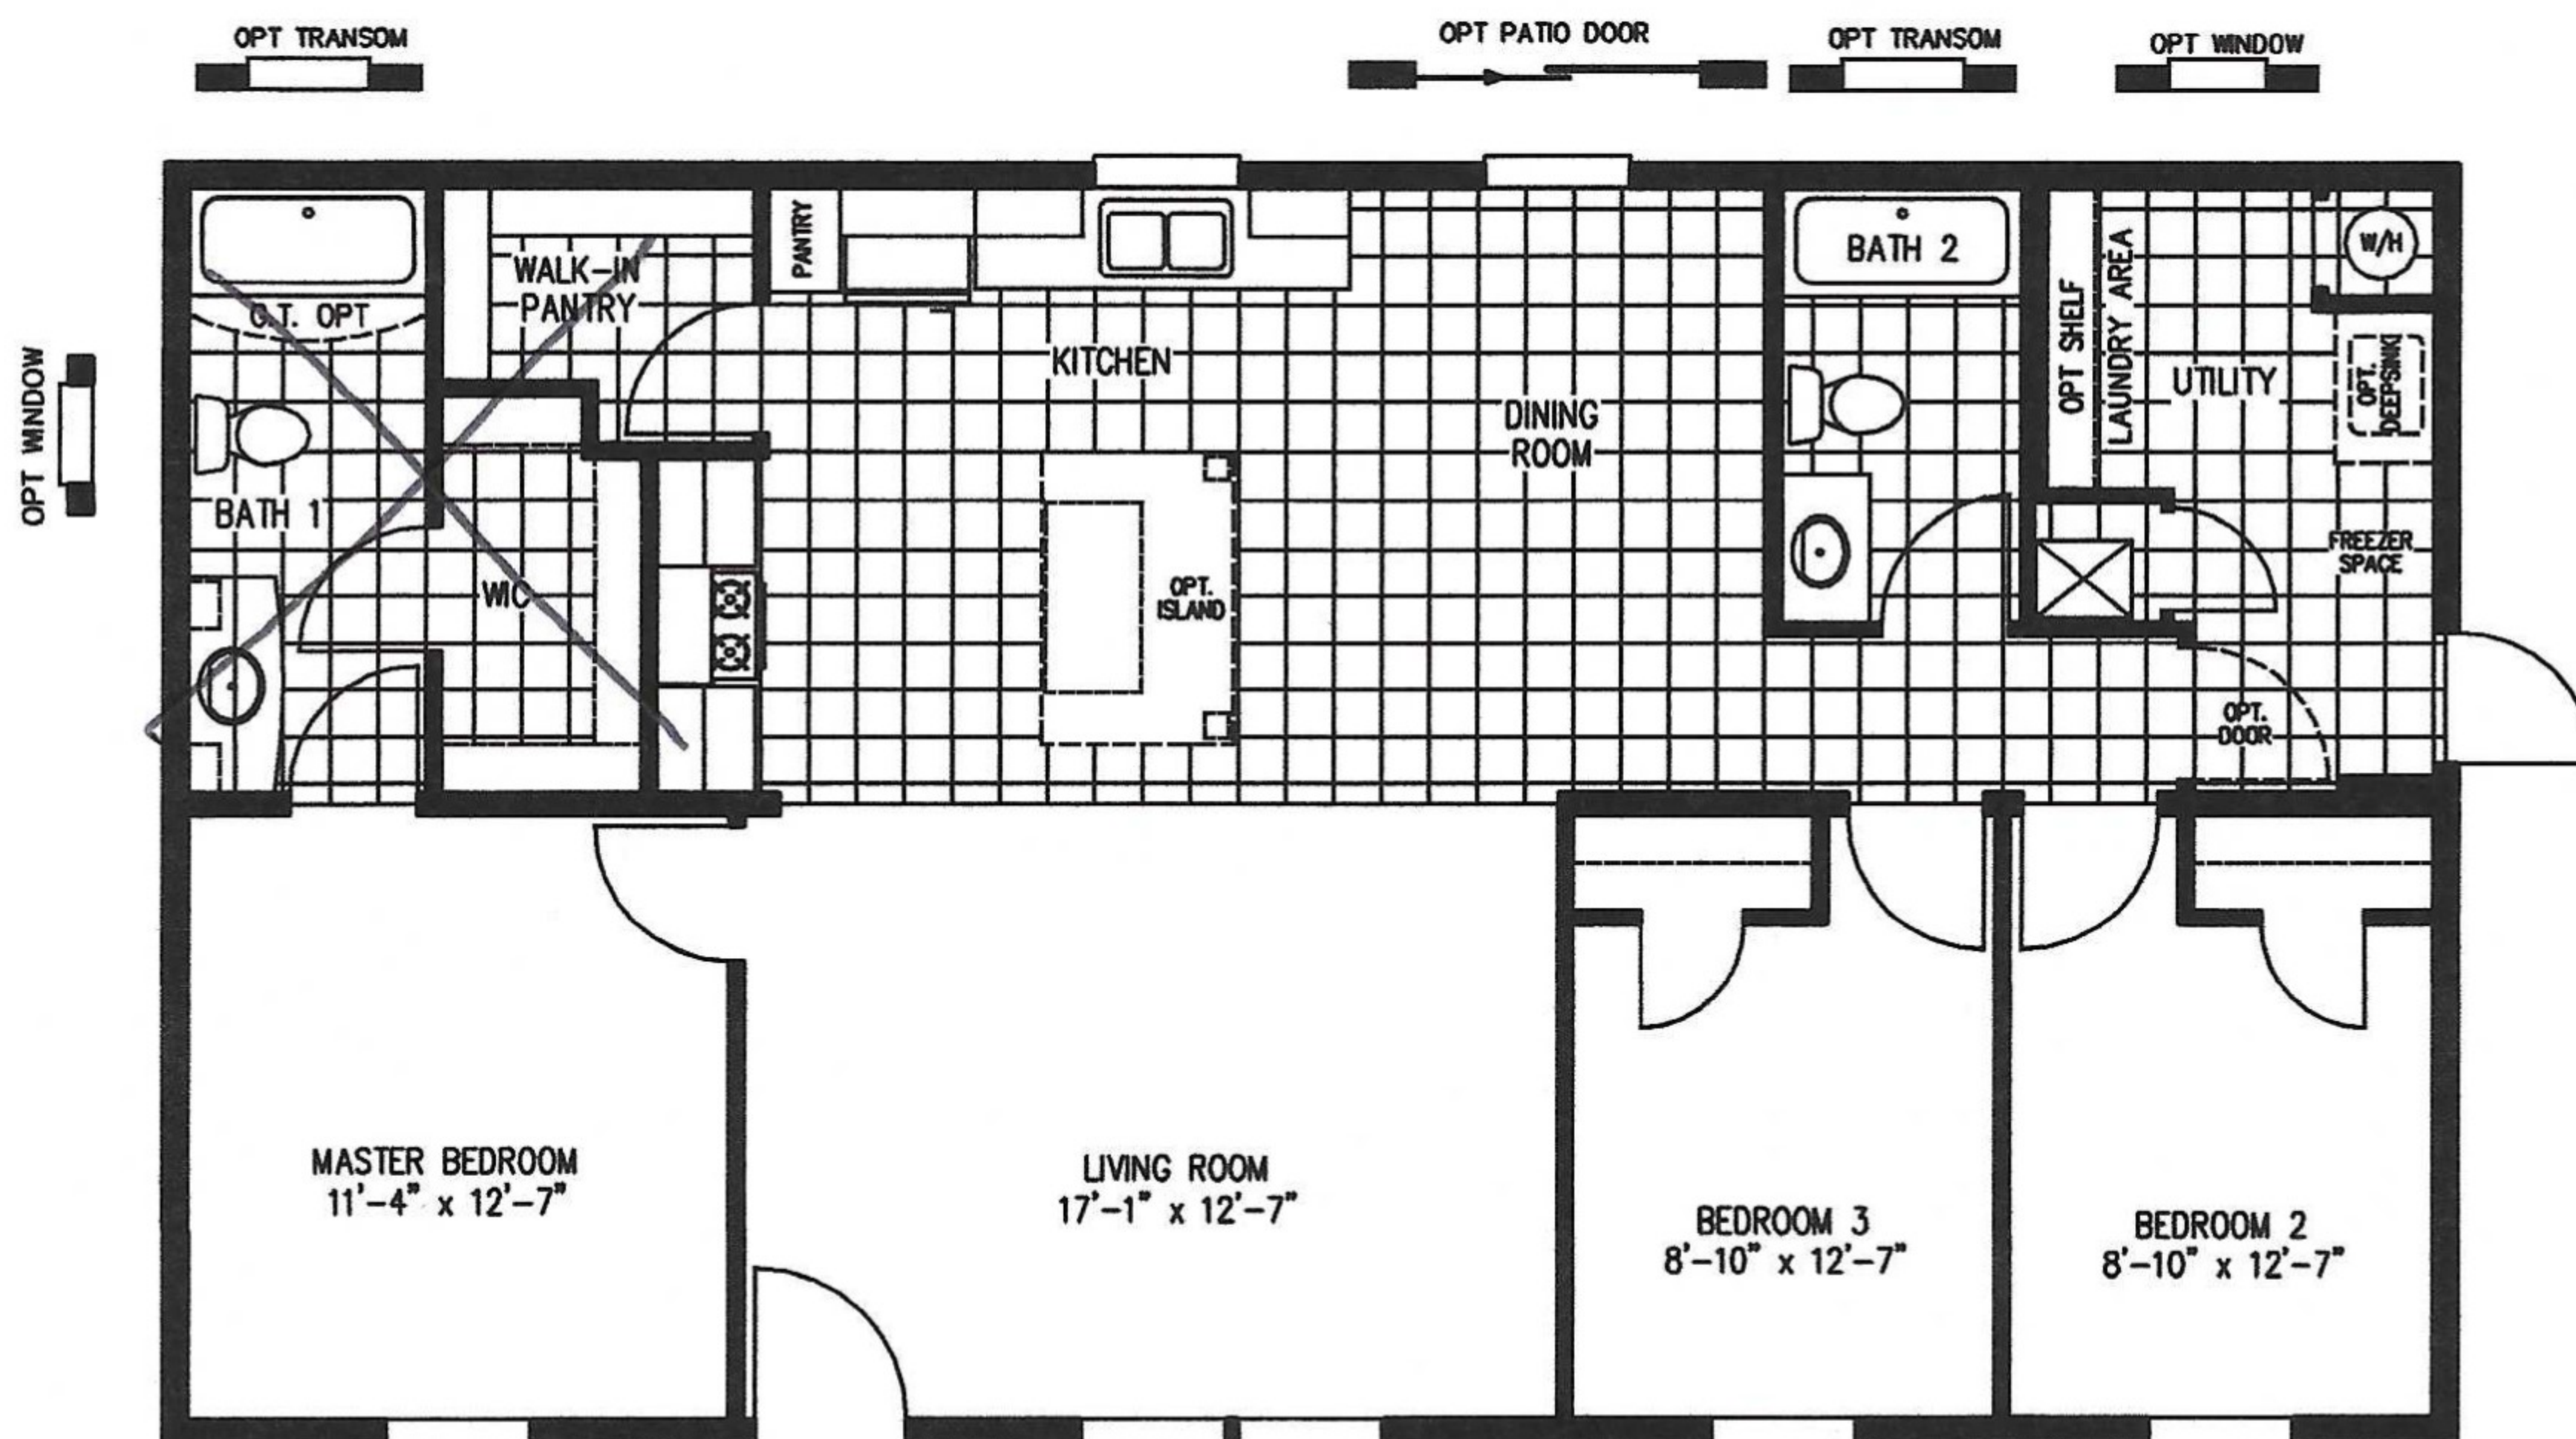 OPT TRANSOM
OPT PATIO DOOR
OPT TRANSOM
OPT WINDOW
OPT WINDOW
G.T. OPT
BATH 1
WALK-IN
PANTRY
WIC
PANTRY
KITCHEN
OPT.
ISLAND
DINING
ROOM
BATH 2
OPT SHELF
LAUNDRY AREA
UTILITY
W/H
OPT.
DEEPSINK
FREEZER
SPACE
OPT.
DOOR
MASTER BEDROOM
11'-4" x 12'-7"
LIVING ROOM
17'-1" x 12'-7"
BEDROOM 3
8'-10" x 12'-7"
BEDROOM 2
8'-10" x 12'-7"